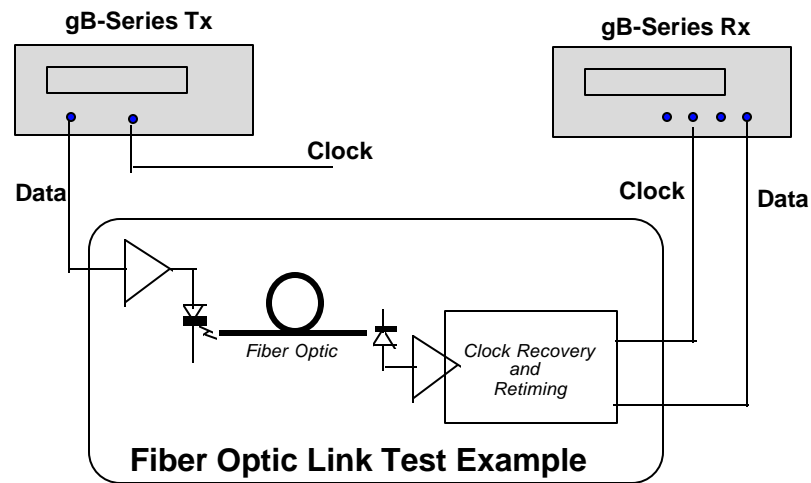 gB-Series Tx
gB-Series Rx
Clock
Data
Clock
Data
Fiber Optic
Clock Recovery
and
Retiming
Fiber Optic Link Test Example